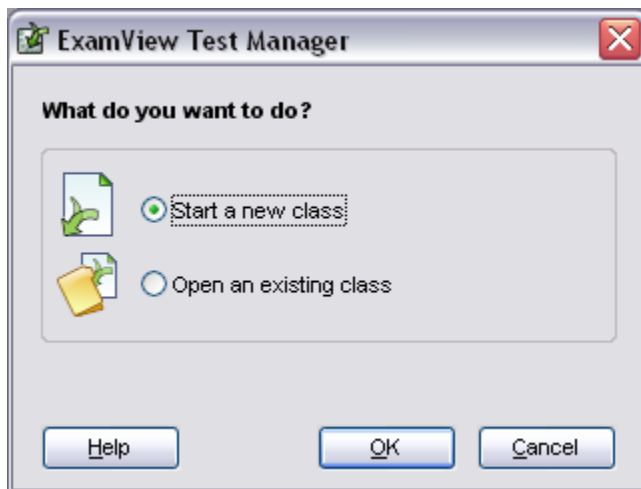 ExamView Test Manager
What do you want to do?
Start a new class
Open an existing class
Help OK Cancel